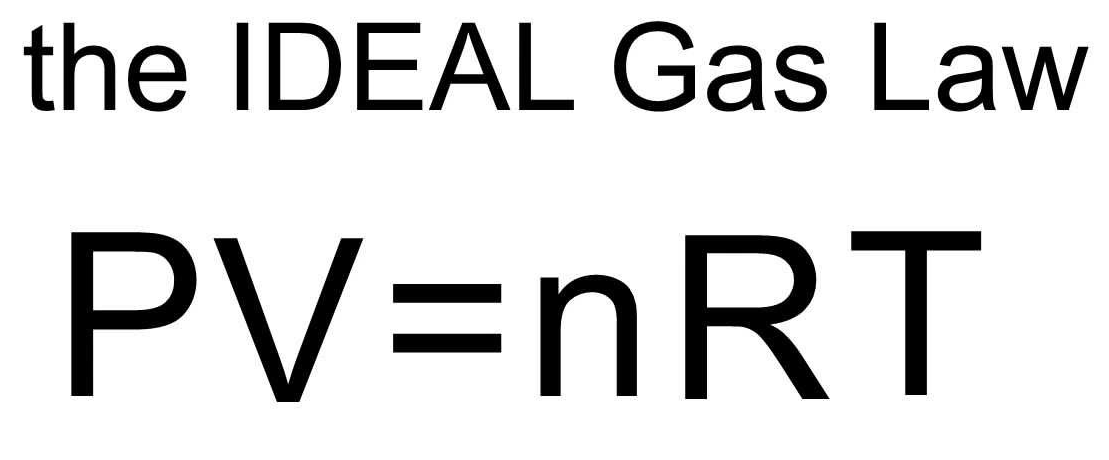 the IDEAL Gas Law
PV=nRT